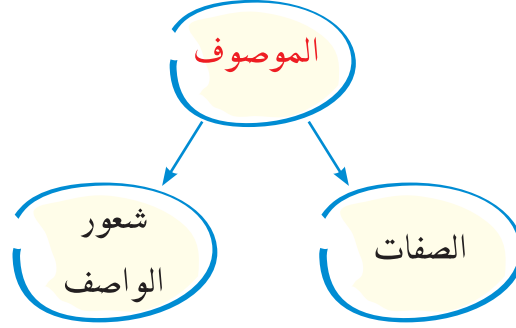 الموصوف
الصفات
شعور
الواصف